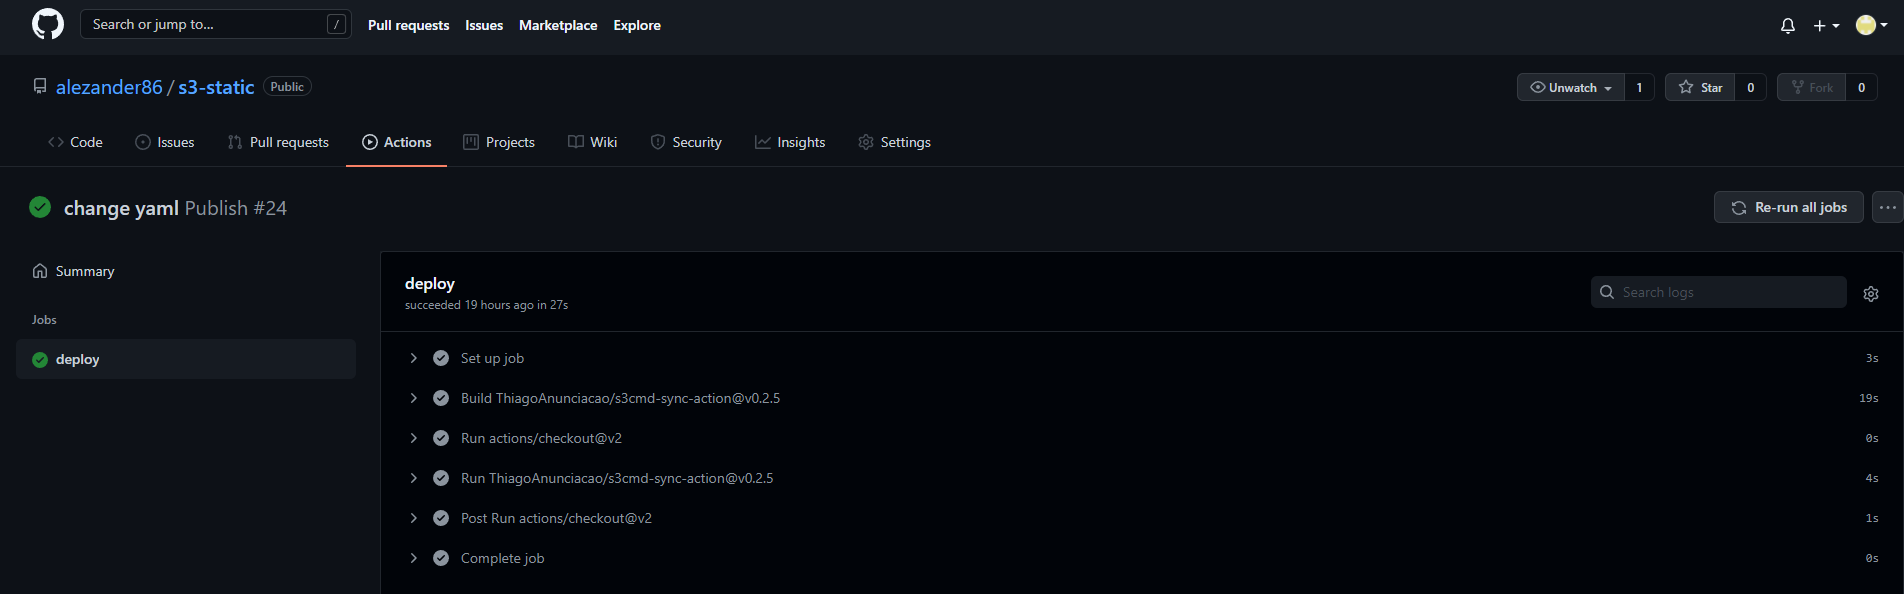 Search or jump to... / Pull requests Issues Marketplace Explore
alezander86 / s3-static Public Unwatch 1 Star 0 Fork 0
Code Issues Pull requests Actions Projects Wiki Security Insights Settings
change yaml Publish #24 Re-run all jobs ...
Summary
Jobs
deploy
deploy
succeeded 19 hours ago in 27s
Search logs
Set up job 3s
Build ThiagoAnunciacao/s3cmd-sync-action@v0.2.5 19s
Run actions/checkout@v2 0s
Run ThiagoAnunciacao/s3cmd-sync-action@v0.2.5 4s
Post Run actions/checkout@v2 1s
Complete job 0s